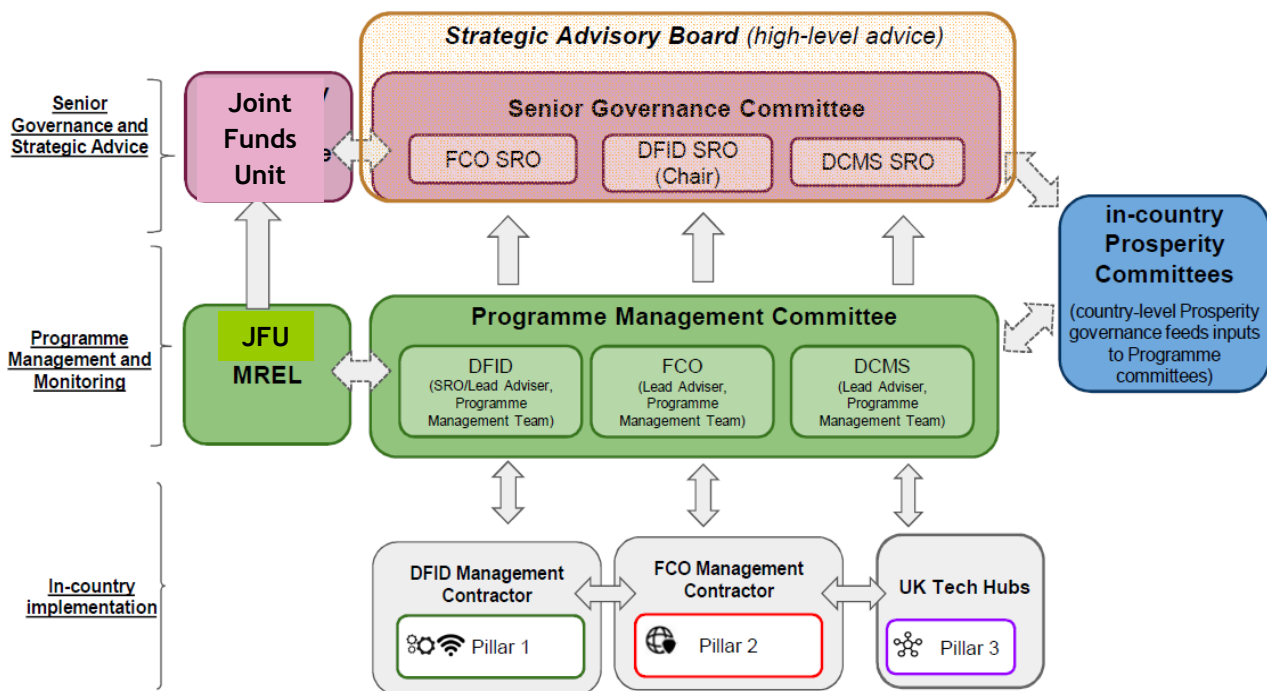 Strategic Advisory Board (high-level advice)
Senior
Governance and
Strategic Advice
Joint
Funds
Unit
Senior Governance Committee
FCO SRO
DFID SRO
(Chair)
DCMS SRO
in-country
Prosperity
Committees
(country-level Prosperity
governance feeds inputs
to Programme
committees)
Programme
Management and
Monitoring
JFU
MREL
Programme Management Committee
DFID
(SRO/Lead Adviser,
Programme
Management Team)
FCO
(Lead Adviser,
Programme
Management Team)
DCMS
(Lead Adviser,
Programme
Management Team)
In-country
implementation
DFID Management
Contractor
Pillar 1
FCO Management
Contractor
Pillar 2
UK Tech Hubs
Pillar 3